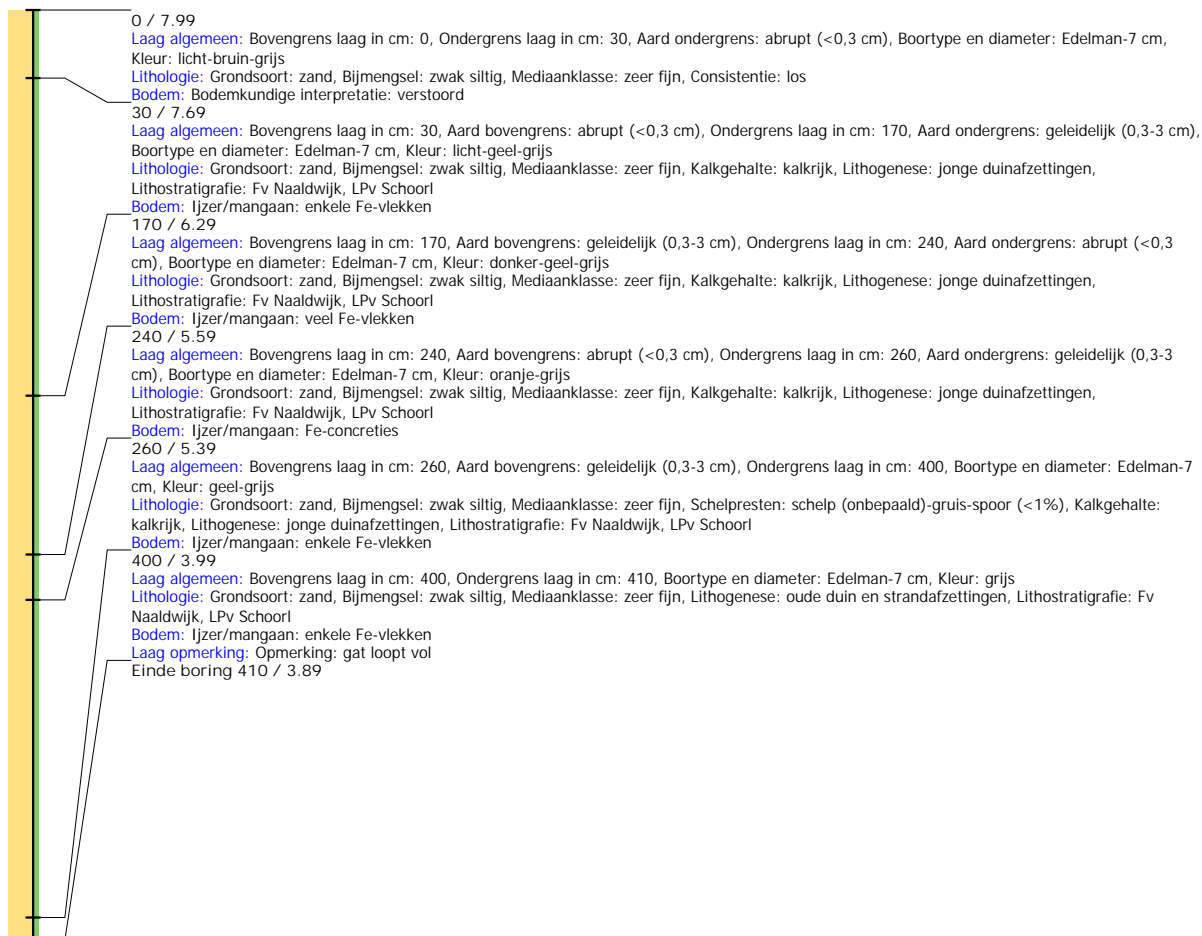 0 / 7.99
Laag algemeen: Bovengrens laag in cm: 0, Ondergrens laag in cm: 30, Aard ondergrens: abrupt (<0,3 cm), Boortype en diameter: Edelman-7 cm,
Kleur: licht-bruin-grijs
Lithologie: Grondsoort: zand, Bijmengsel: zwak siltig, Mediaanklasse: zeer fijn, Consistentie: los
Bodem: Bodemkundige interpretatie: verstoord
30 / 7.69
Laag algemeen: Bovengrens laag in cm: 30, Aard bovengrens: abrupt (<0,3 cm), Ondergrens laag in cm: 170, Aard ondergrens: geleidelijk (0,3-3 cm),
Boortype en diameter: Edelman-7 cm, Kleur: licht-geel-grijs
Lithologie: Grondsoort: zand, Bijmengsel: zwak siltig, Mediaanklasse: zeer fijn, Kalkgehalte: kalkrijk, Lithogenese: jonge duinafzettingen,
Lithostratigrafie: Fv Naaldwijk, LPv Schoorl
Bodem: Ijzer/mangaan: enkele Fe-vlekken
170 / 6.29
Laag algemeen: Bovengrens laag in cm: 170, Aard bovengrens: geleidelijk (0,3-3 cm), Ondergrens laag in cm: 240, Aard ondergrens: abrupt (<0,3
cm), Boortype en diameter: Edelman-7 cm, Kleur: donker-geel-grijs
Lithologie: Grondsoort: zand, Bijmengsel: zwak siltig, Mediaanklasse: zeer fijn, Kalkgehalte: kalkrijk, Lithogenese: jonge duinafzettingen,
Lithostratigrafie: Fv Naaldwijk, LPv Schoorl
Bodem: Ijzer/mangaan: veel Fe-vlekken
240 / 5.59
Laag algemeen: Bovengrens laag in cm: 240, Aard bovengrens: abrupt (<0,3 cm), Ondergrens laag in cm: 260, Aard ondergrens: geleidelijk (0,3-3
cm), Boortype en diameter: Edelman-7 cm, Kleur: oranje-grijs
Lithologie: Grondsoort: zand, Bijmengsel: zwak siltig, Mediaanklasse: zeer fijn, Kalkgehalte: kalkrijk, Lithogenese: jonge duinafzettingen,
Lithostratigrafie: Fv Naaldwijk, LPv Schoorl
Bodem: Ijzer/mangaan: Fe-concreties
260 / 5.39
Laag algemeen: Bovengrens laag in cm: 260, Aard bovengrens: geleidelijk (0,3-3 cm), Ondergrens laag in cm: 400, Boortype en diameter: Edelman-7
cm, Kleur: geel-grijs
Lithologie: Grondsoort: zand, Bijmengsel: zwak siltig, Mediaanklasse: zeer fijn, Schelpresten: schelp (onbepaald)-gruis-spoor (<1%), Kalkgehalte:
kalkrijk, Lithogenese: jonge duinafzettingen, Lithostratigrafie: Fv Naaldwijk, LPv Schoorl
Bodem: Ijzer/mangaan: enkele Fe-vlekken
400 / 3.99
Laag algemeen: Bovengrens laag in cm: 400, Ondergrens laag in cm: 410, Boortype en diameter: Edelman-7 cm, Kleur: grijs
Lithologie: Grondsoort: zand, Bijmengsel: zwak siltig, Mediaanklasse: zeer fijn, Lithogenese: oude duin en strandafzettingen, Lithostratigrafie: Fv
Naaldwijk, LPv Schoorl
Bodem: Ijzer/mangaan: enkele Fe-vlekken
Laag opmerking: Opmerking: gat loopt vol
Einde boring 410 / 3.89